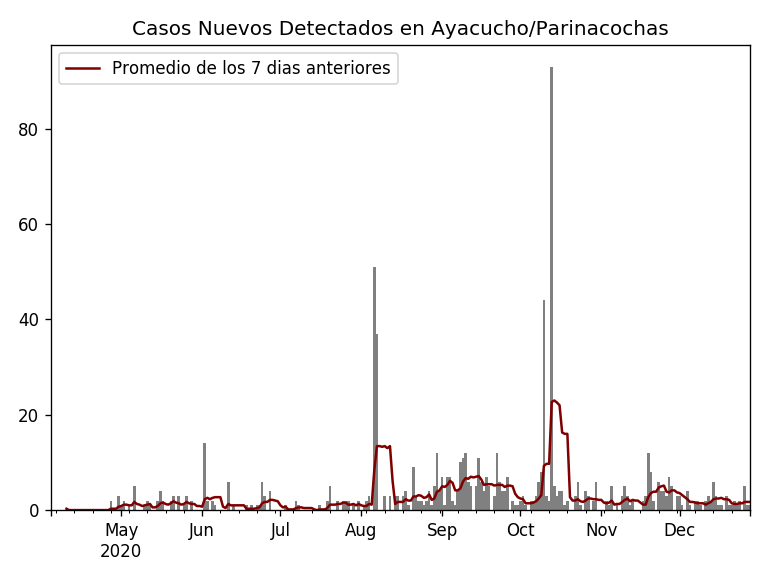 Casos Nuevos Detectados en Ayacucho/Parinacochas
Promedio de los 7 dias anteriores
80
60
40
20
0
May Jun Jul Aug Sep Oct Nov Dec
2020